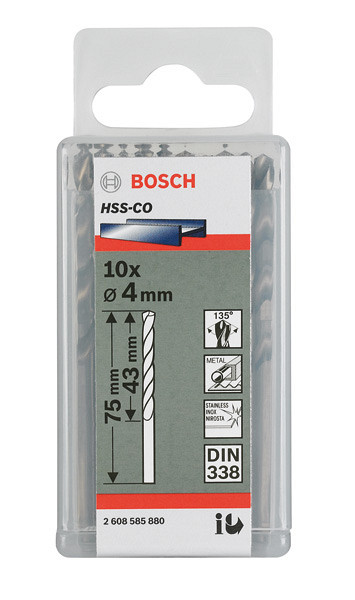 BOSCH
HSS-CO
10x
ø 4 mm
135°
75 mm
43 mm
METAL
STAINLESS
INOX
NIROSTA
DIN
338
2 608 585 880